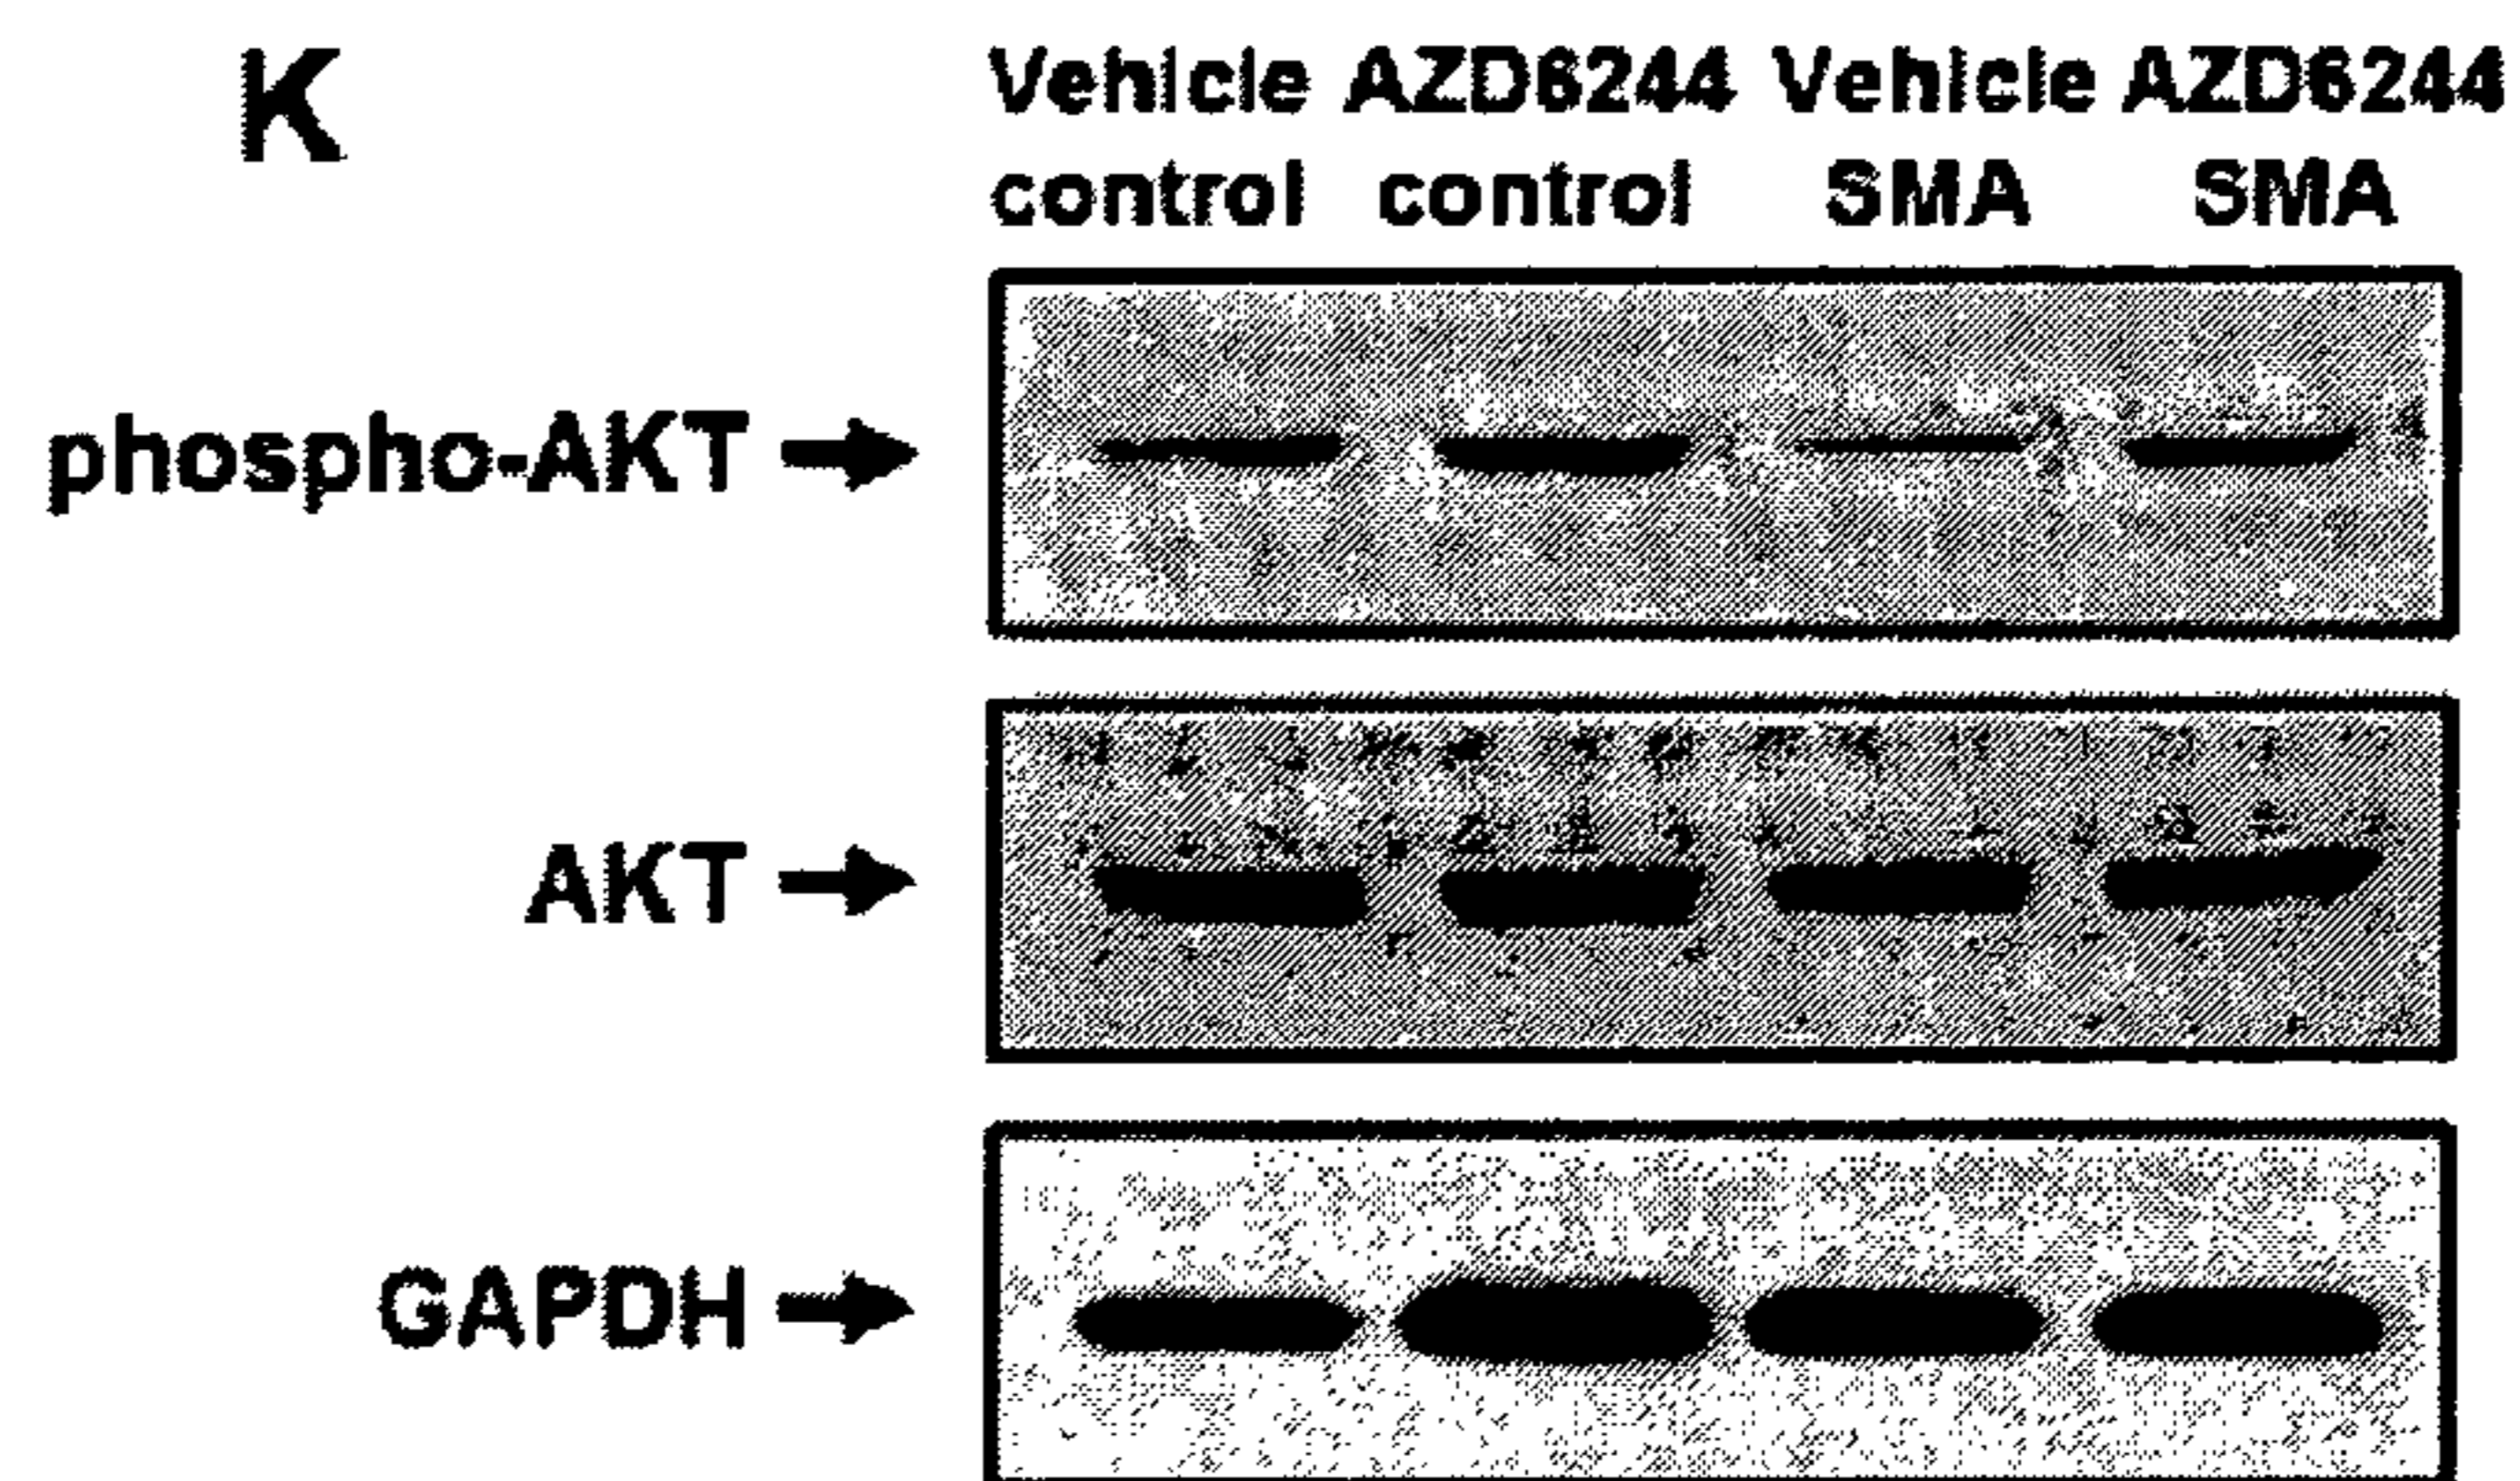 K
Vehicle AZD6244 Vehicle AZD6244
control control SMA SMA
phospho-AKT
AKT
GAPDH